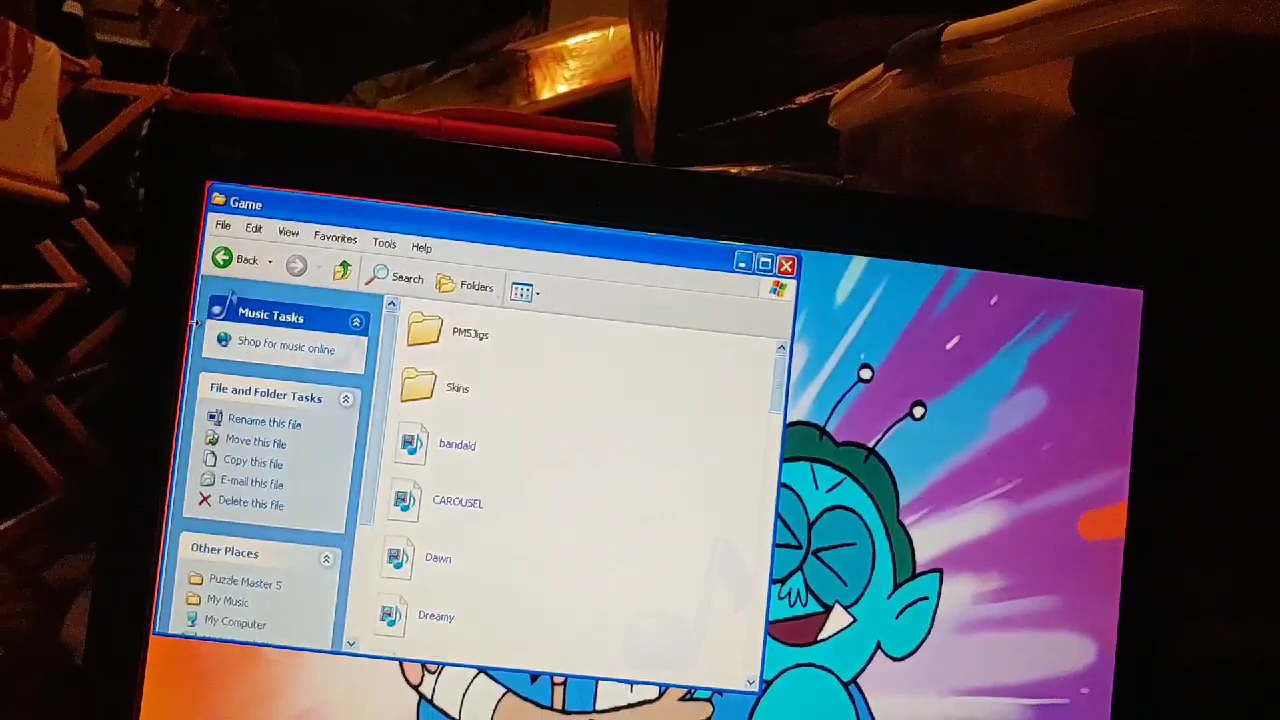 Game
File Edit View Favorites Tools Help
Back Search Folders
Music Tasks
Shop for music online
File and Folder Tasks
Rename this file
Move this file
Copy this file
E-mail this file
Delete this file
Other Places
Puzzle Master 5
My Music
My Computer
PM5Jigs
Skins
bandaid
CAROUSEL
Dawn
Dreamy